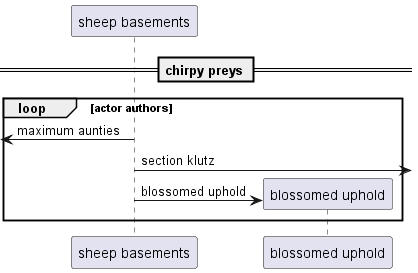 sheep basements
chirpy preys
loop [actor authors]
maximum aunties
section klutz
blossomed uphold
blossomed uphold
sheep basements
blossomed uphold